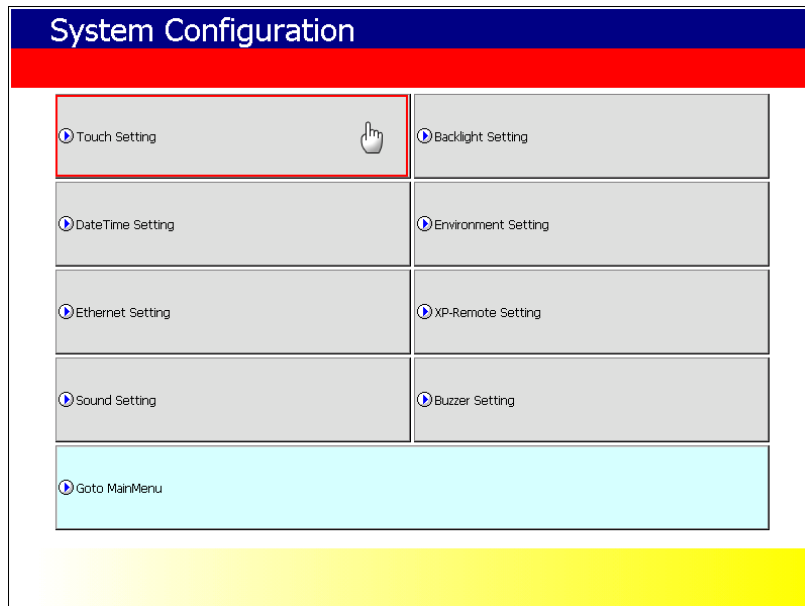 System Configuration
Touch Setting
Backlight Setting
DateTime Setting
Environment Setting
Ethernet Setting
XP-Remote Setting
Sound Setting
Buzzer Setting
Goto MainMenu